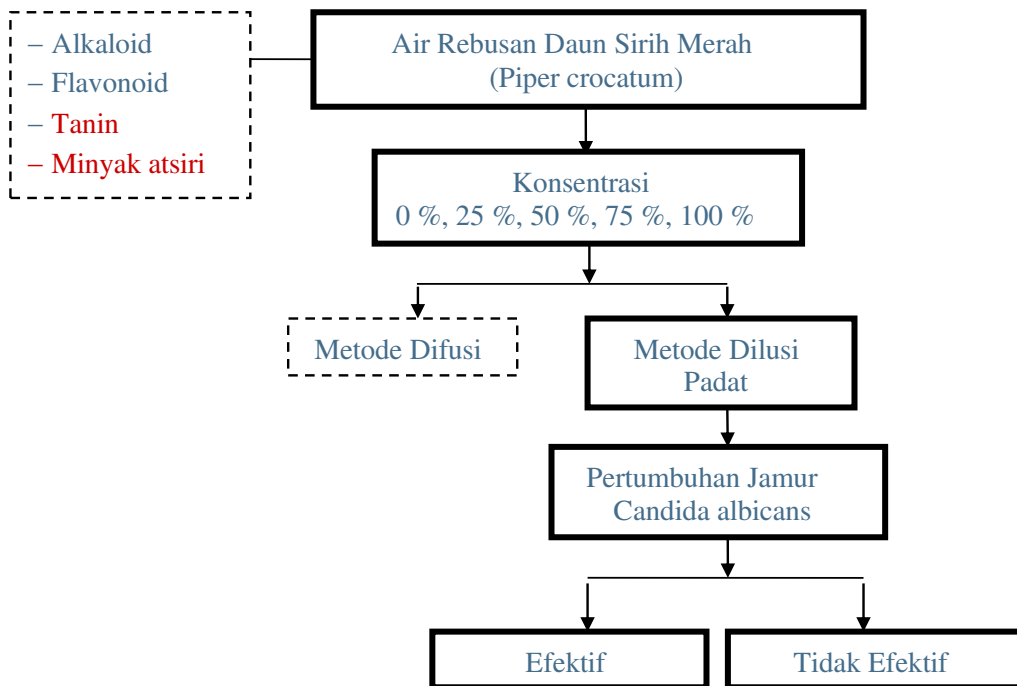 – Alkaloid
– Flavonoid
– Tanin
– Minyak atsiri
Air Rebusan Daun Sirih Merah
(Piper crocatum)
Konsentrasi
0 %, 25 %, 50 %, 75 %, 100 %
Metode Difusi
Metode Dilusi
Padat
Pertumbuhan Jamur
Candida albicans
Efektif
Tidak Efektif